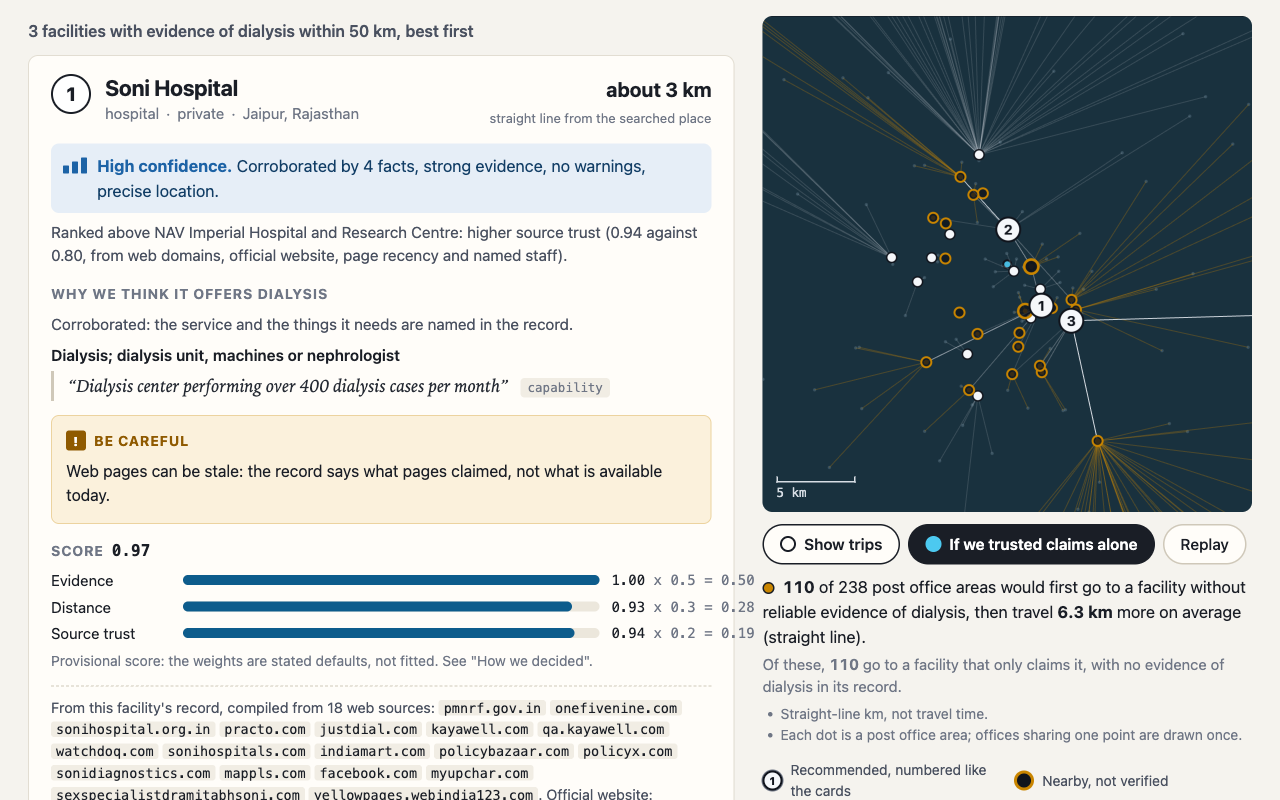 3 facilities with evidence of dialysis within 50 km, best first
1
Soni Hospital
about 3 km
hospital · private · Jaipur, Rajasthan
straight line from the searched place
High confidence. Corroborated by 4 facts, strong evidence, no warnings,
precise location.
Ranked above NAV Imperial Hospital and Research Centre: higher source trust (0.94 against
0.80, from web domains, official website, page recency and named staff).
WHY WE THINK IT OFFERS DIALYSIS
Corroborated: the service and the things it needs are named in the record.
Dialysis; dialysis unit, machines or nephrologist
“Dialysis center performing over 400 dialysis cases per month” capability
! BE CAREFUL
Web pages can be stale: the record says what pages claimed, not what is available
today.
SCORE 0.97
Evidence 1.00 x 0.5 = 0.50
Distance 0.93 x 0.3 = 0.28
Source trust 0.94 x 0.2 = 0.19
Provisional score: the weights are stated defaults, not fitted. See "How we decided".
From this facility's record, compiled from 18 web sources: pmnrf.gov.in onefivenine.com
sonihospital.org.in practo.com justdial.com kayawell.com qa.kayawell.com
watchdoq.com sonihospitals.com indiamart.com policybazaar.com policyx.com
sonidiagnostics.com mappls.com facebook.com myupchar.com
sexspecialistdramitabhsoni.com yellowpages.webindia123.com . Official website:
2
1
3
5 km
Show trips
If we trusted claims alone
Replay
110 of 238 post office areas would first go to a facility without
reliable evidence of dialysis, then travel 6.3 km more on average
(straight line).
Of these, 110 go to a facility that only claims it, with no evidence of
dialysis in its record.
• Straight-line km, not travel time.
• Each dot is a post office area; offices sharing one point are drawn once.
1 Recommended, numbered like
the cards
Nearby, not verified